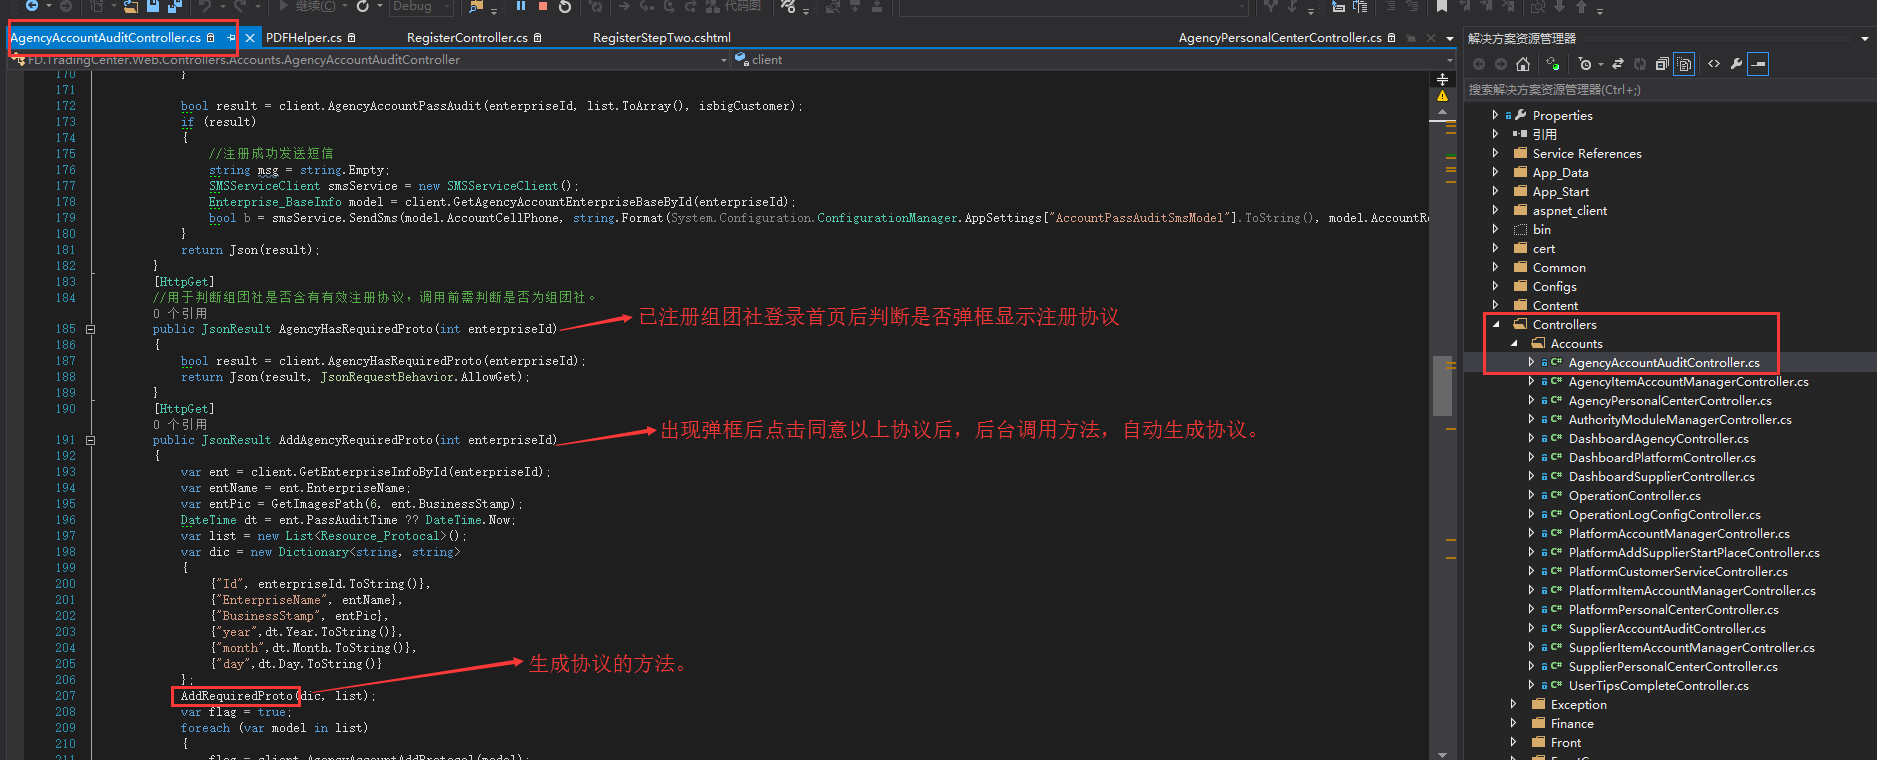 继续(C)
Debug
代码图
AgencyAccountAuditController.cs
PDFHelper.cs
RegisterController.cs
RegisterStepTwo.cshtml
AgencyPersonalCenterController.cs
FD.TradingCenter.Web.Controllers.Accounts.AgencyAccountAuditController
client
170 }
171
172 bool result = client.AgencyAccountPassAudit(enterpriseId, list.ToArray(), isbigCustomer);
173 if (result)
174 {
175 //注册成功发送短信
176 string msg = string.Empty;
177 SMSServiceClient smsService = new SMSServiceClient();
178 Enterprise_BaseInfo model = client.GetAgencyAccountEnterpriseBaseById(enterpriseId);
179 bool b = smsService.SendSms(model.AccountCellPhone, string.Format(System.Configuration.ConfigurationManager.AppSettings["AccountPassAuditSmsModel"].ToString(), model.AccountRe
180 }
181 return Json(result);
182 }
183 [HttpGet]
184 //用于判断组团社是否含有有效注册协议，调用前需判断是否为组团社。
0 个引用
185 public JsonResult AgencyHasRequiredProto(int enterpriseId)
已注册组团社登录首页后判断是否弹框显示注册协议
186 {
187 bool result = client.AgencyHasRequiredProto(enterpriseId);
188 return Json(result, JsonRequestBehavior.AllowGet);
189 }
190 [HttpGet]
0 个引用
191 public JsonResult AddAgencyRequiredProto(int enterpriseId)
出现弹框后点击同意以上协议后，后台调用方法，自动生成协议。
192 {
193 var ent = client.GetEnterpriseInfoById(enterpriseId);
194 var entName = ent.EnterpriseName;
195 var entPic = GetImagesPath(6, ent.BusinessStamp);
196 DateTime dt = ent.PassAuditTime ?? DateTime.Now;
197 var list = new List<Resource_Protocal>();
198 var dic = new Dictionary<string, string>
199 {
200 {"Id", enterpriseId.ToString()},
201 {"EnterpriseName", entName},
202 {"BusinessStamp", entPic},
203 {"year",dt.Year.ToString()},
204 {"month",dt.Month.ToString()},
205 {"day",dt.Day.ToString()}
生成协议的方法。
206 };
207 AddRequiredProto(dic, list);
208 var flag = true;
209 foreach (var model in list)
210 {
211 flag = client.AgencyAccountAddProtocal(model);
解决方案资源管理器
搜索解决方案资源管理器(Ctrl+;)
Properties
引用
Service References
App_Data
App_Start
aspnet_client
bin
cert
Common
Configs
Content
Controllers
Accounts
C# AgencyAccountAuditController.cs
C# AgencyItemAccountManagerController.cs
C# AgencyPersonalCenterController.cs
C# AuthorityModuleManagerController.cs
C# DashboardAgencyController.cs
C# DashboardPlatformController.cs
C# DashboardSupplierController.cs
C# OperationController.cs
C# OperationLogConfigController.cs
C# PlatformAccountManagerController.cs
C# PlatformAddSupplierStartPlaceController.cs
C# PlatformCustomerServiceController.cs
C# PlatformItemAccountManagerController.cs
C# PlatformPersonalCenterController.cs
C# SupplierAccountAuditController.cs
C# SupplierItemAccountManagerController.cs
C# SupplierPersonalCenterController.cs
C# UserTipsCompleteController.cs
Exception
Finance
Front